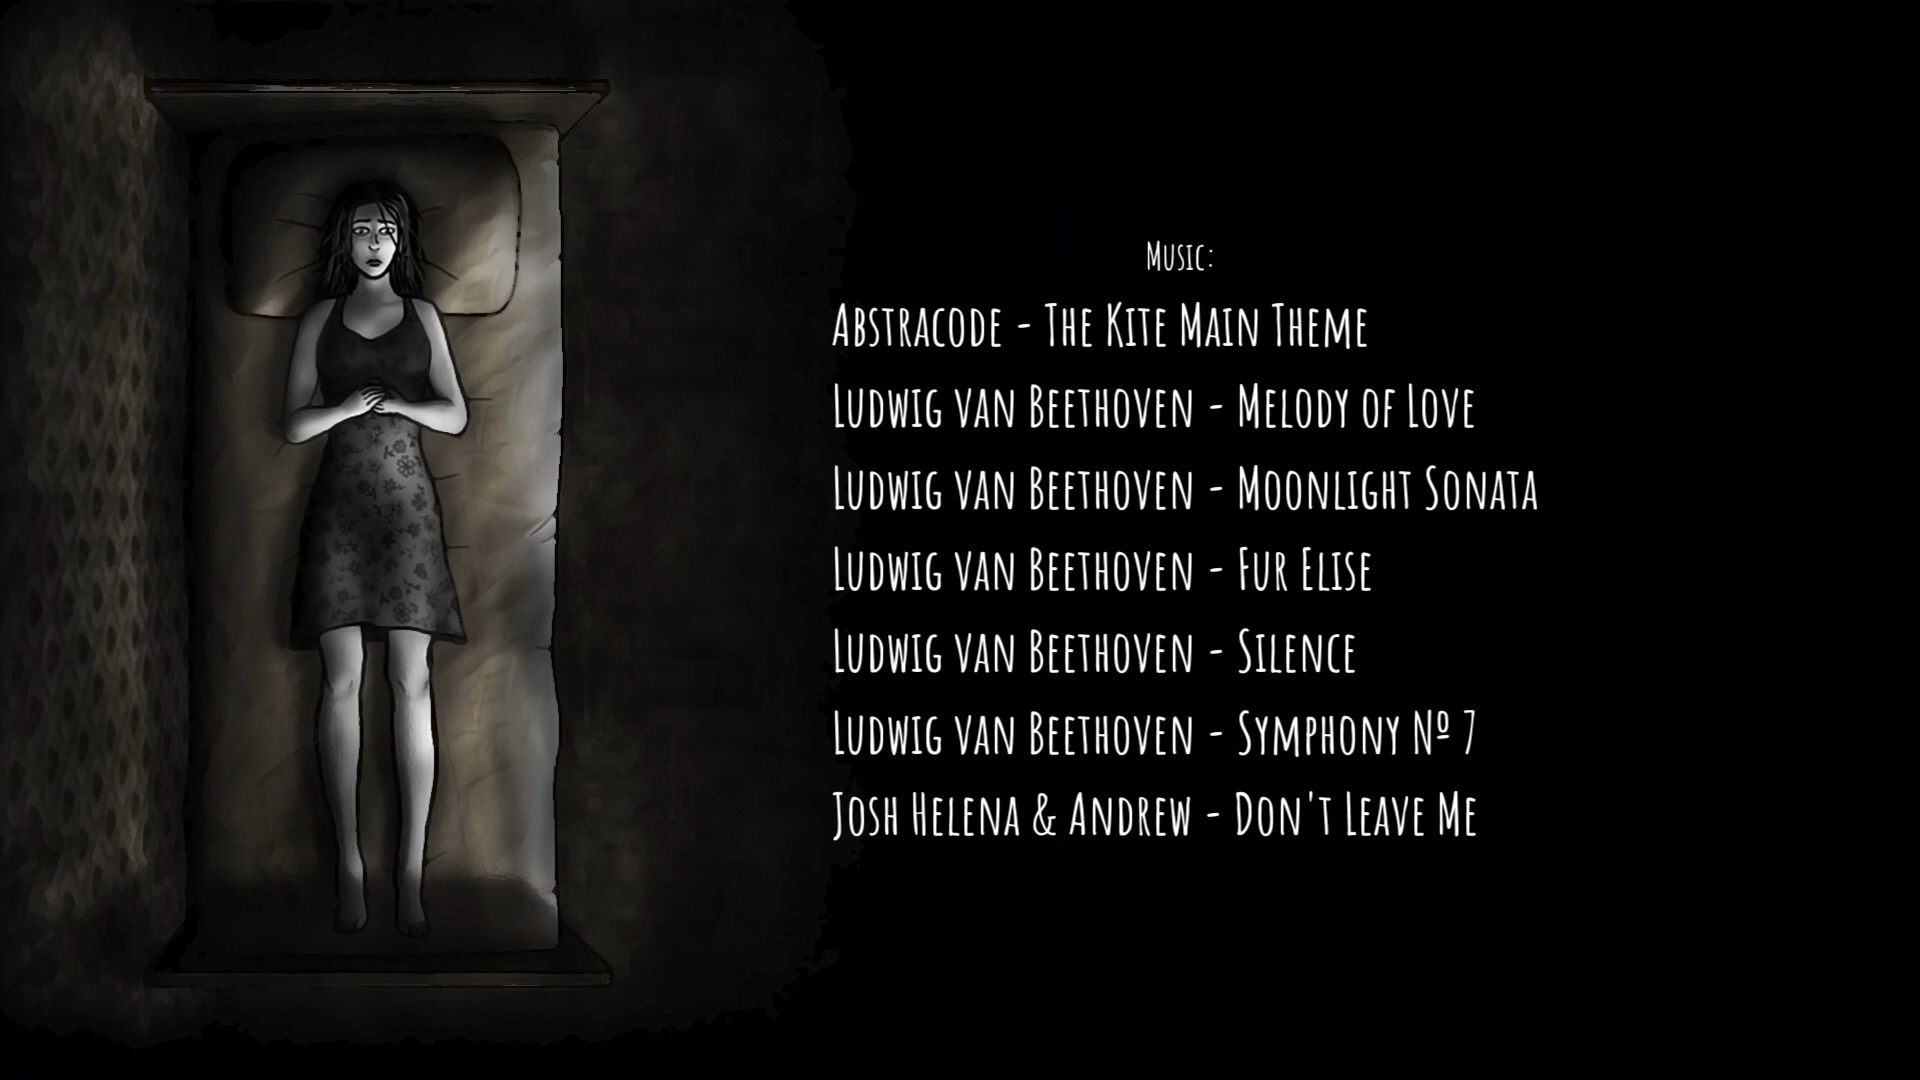 Music:
Abstracode - The Kite Main Theme
Ludwig van Beethoven - Melody of Love
Ludwig van Beethoven - Moonlight Sonata
Ludwig van Beethoven - Fur Elise
Ludwig van Beethoven - Silence
Ludwig van Beethoven - Symphony Nº 7
Josh Helena & Andrew - Don't Leave Me